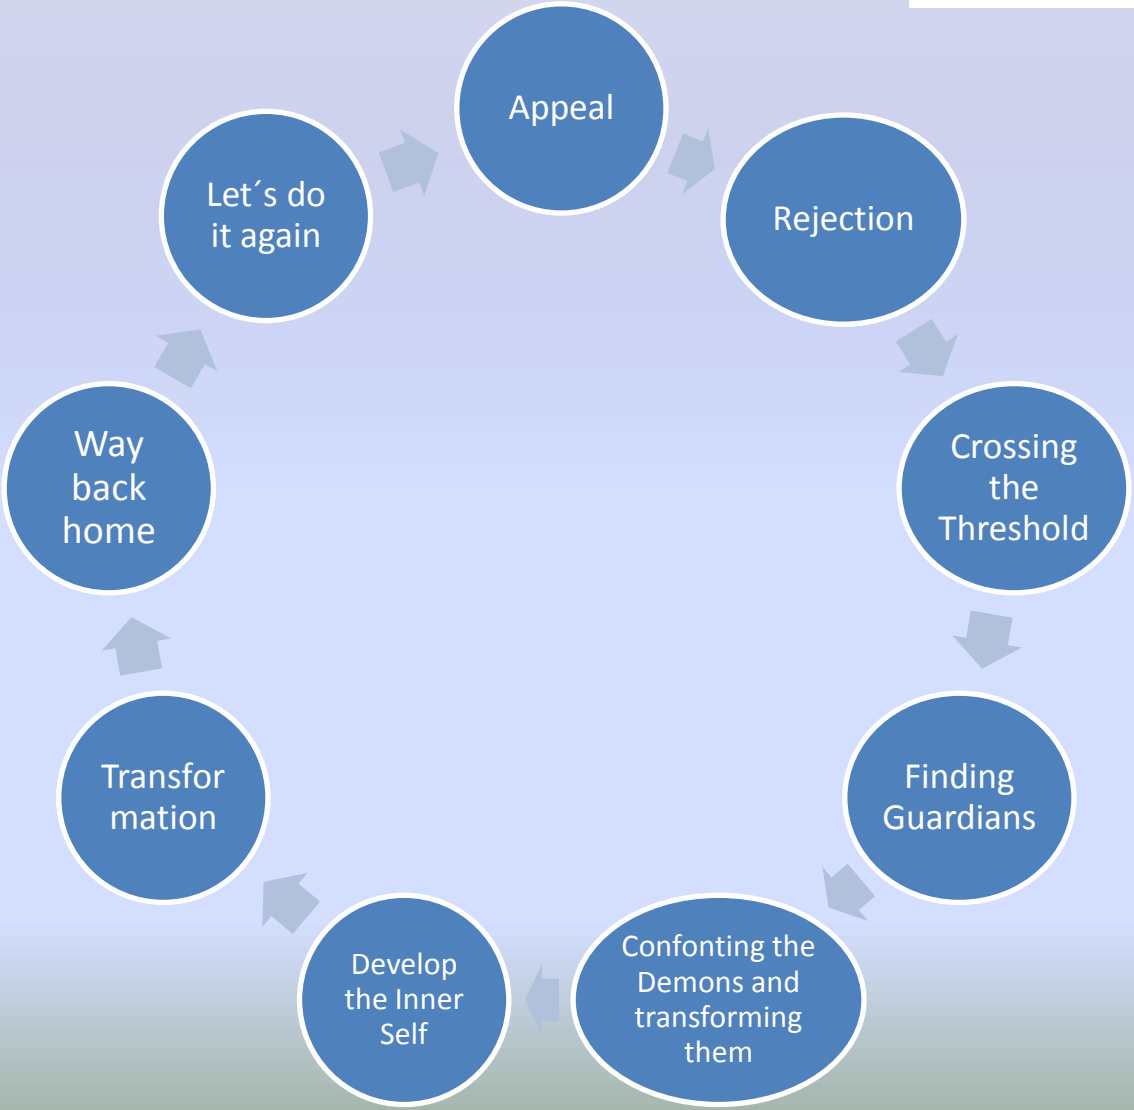 Appeal
Rejection
Crossing
the
Threshold
Finding
Guardians
Confonting the
Demons and
transforming
them
Develop
the Inner
Self
Transfor
mation
Way
back
home
Let´s do
it again